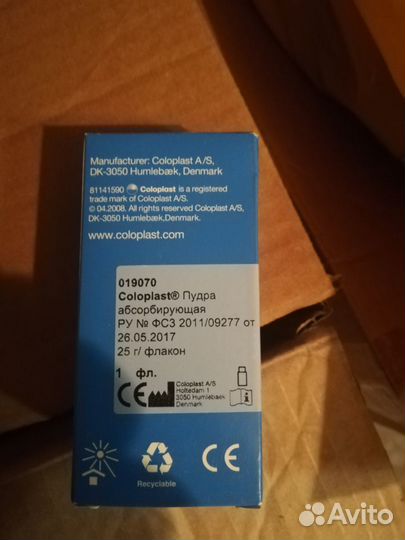 Manufacturer: Coloplast A/S,
DK-3050 Humlebæk, Denmark
81141590 Coloplast is a registered
trade mark of Coloplast A/S.
© 04.2008. All rights reserved Coloplast A/S,
DK-3050 Humlebæk, Denmark.
www.coloplast.com
019070
Coloplast® Пудра
абсорбирующая
РУ № ФСЗ 2011/09277 от
26.05.2017
25 г/ флакон
1 фл.
CE
Coloplast A/S
Holtedam 1
3050 Humlebaek
Denmark
Recyclable
CE
Avito